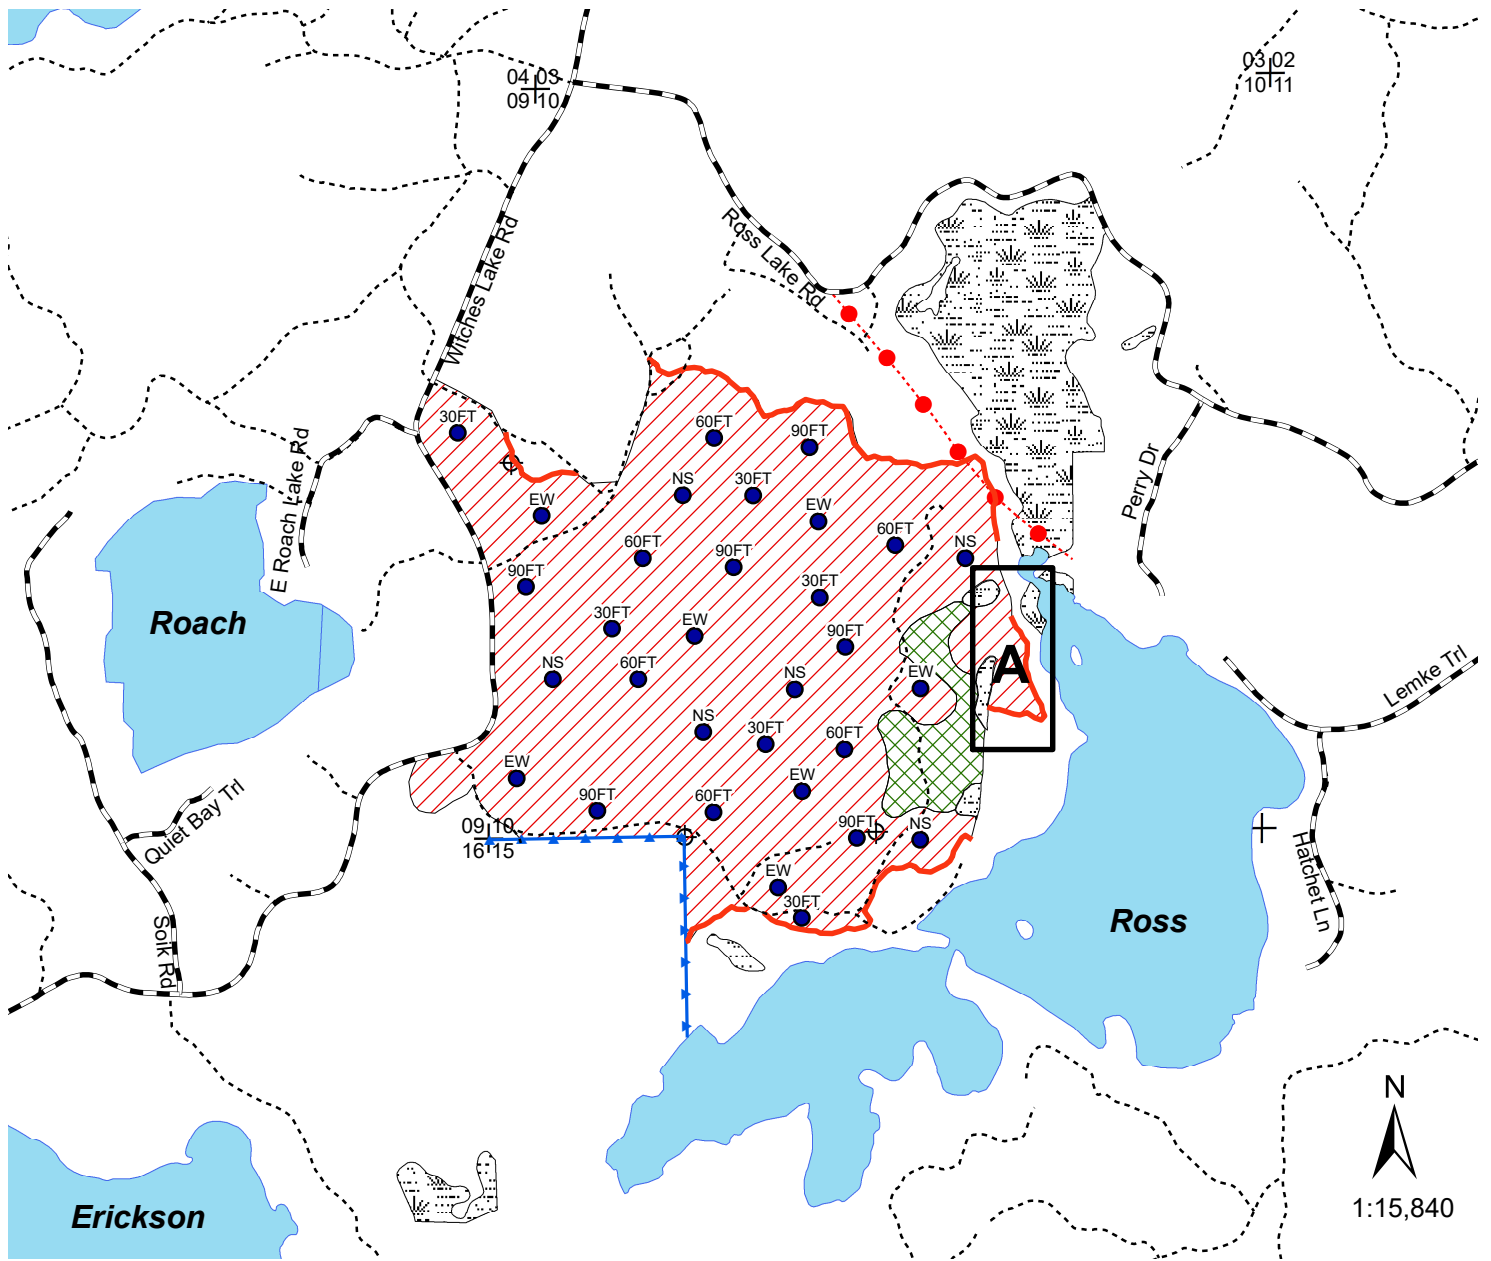 04 03
09 10
03 02
10 11
Witches Lake Rd
Ross Lake Rd
30FT
60FT
90FT
E Roach Lake Rd
Perry Dr
NS
30FT
EW
EW
60FT
NS
60FT
90FT
90FT
30FT
Roach
30FT
EW
90FT
NS
60FT
NS
EW
A
Lemke Trl
NS
30FT
60FT
EW
EW
90FT
60FT
Quiet Bay Trl
09 10
16 15
90FT
NS
Hatchet Ln
EW
30FT
Soik Rd
Ross
N
Erickson
1:15,840